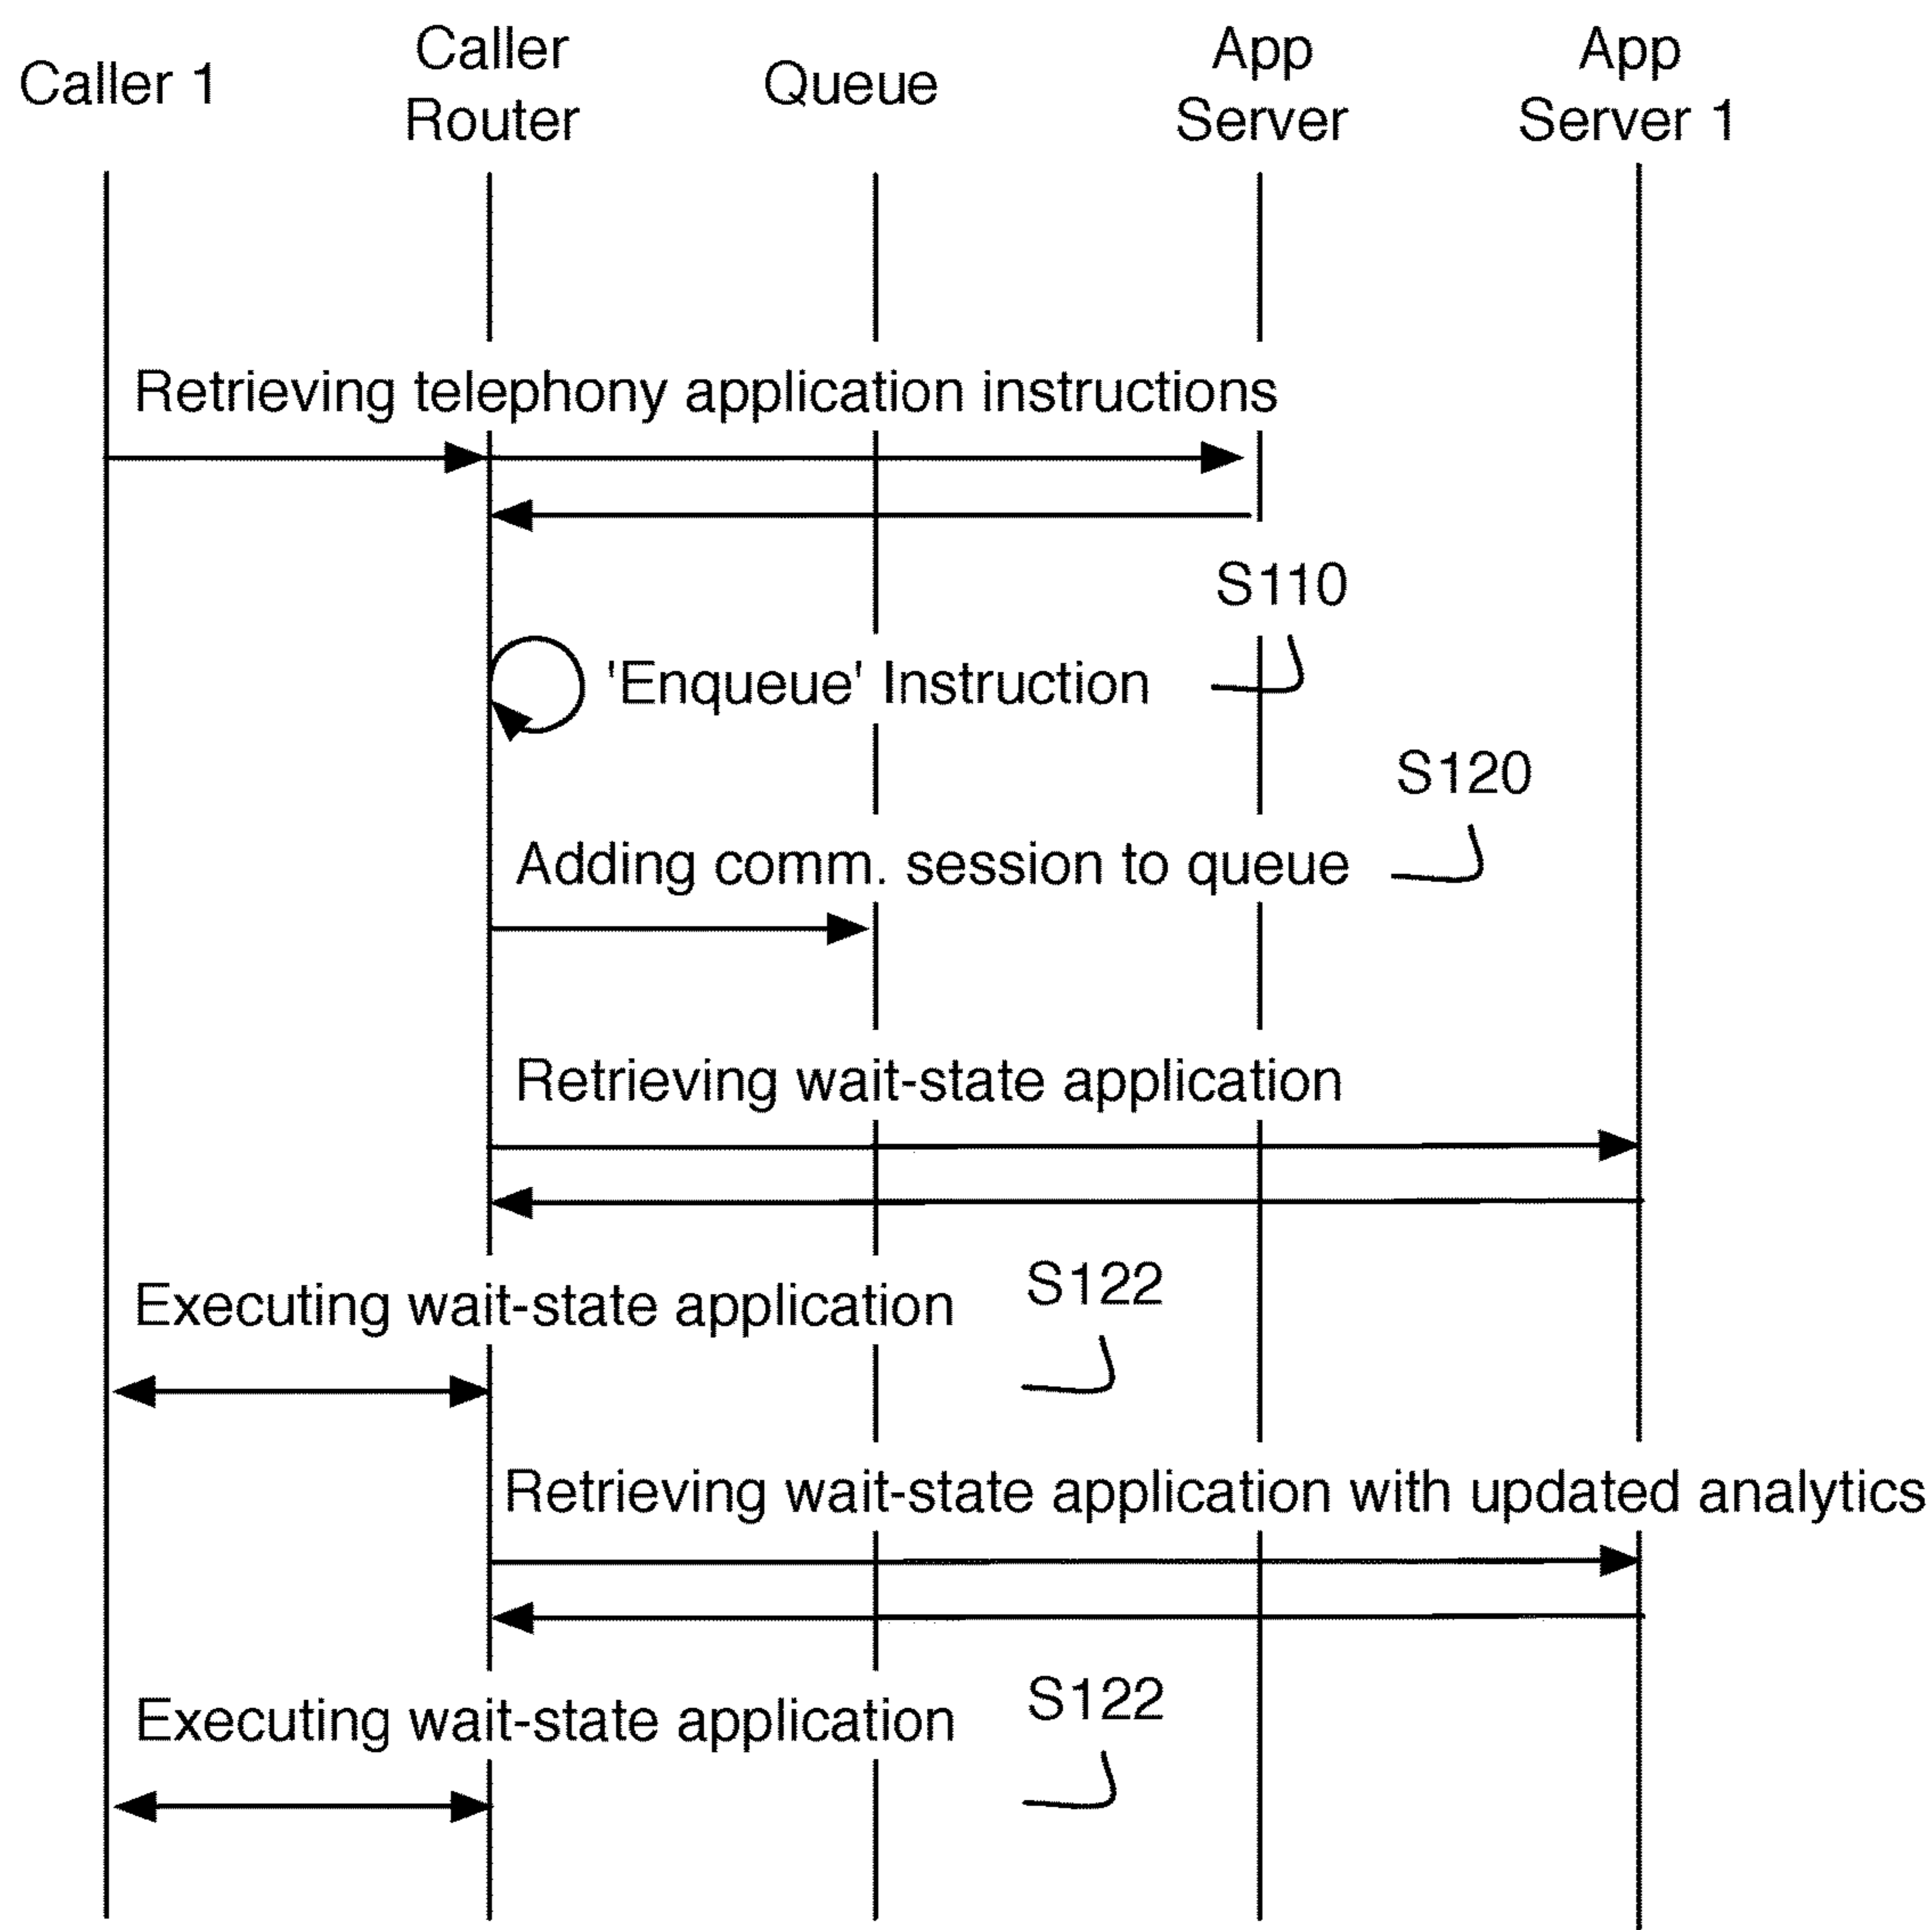 Caller 1
Caller
Router
Queue
App
Server
App
Server 1
Retrieving telephony application instructions
S110
'Enqueue' Instruction
S120
Adding comm. session to queue
Retrieving wait-state application
Executing wait-state application
S122
Retrieving wait-state application with updated analytics
Executing wait-state application
S122